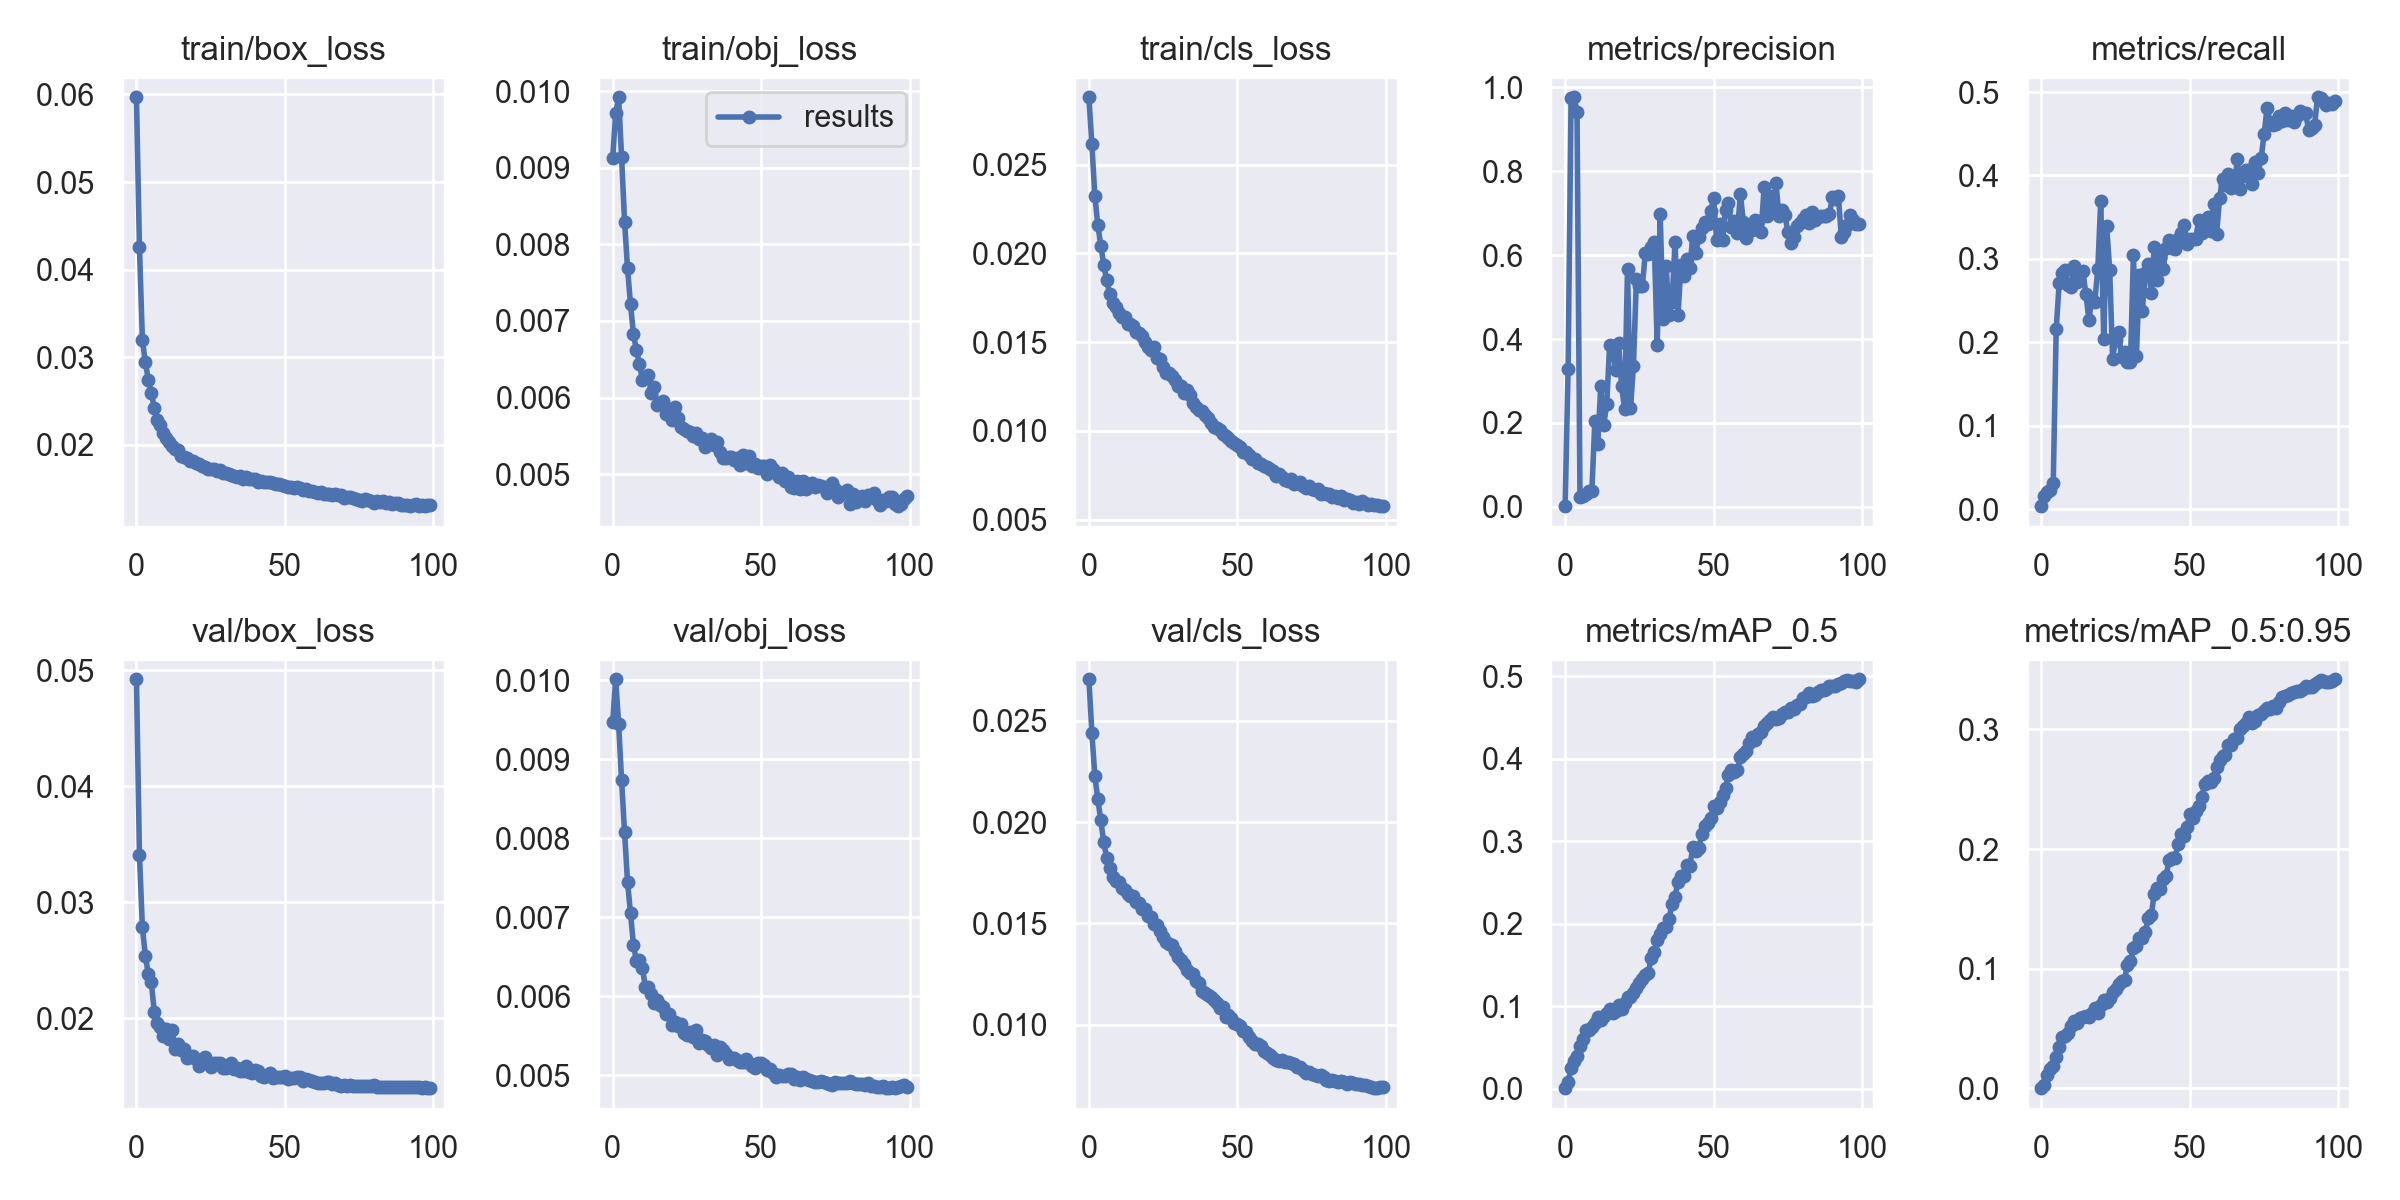 train/box_loss
0.06
0.05
0.04
0.03
0.02
0 50 100
train/obj_loss
results
0.010
0.009
0.008
0.007
0.006
0.005
0 50 100
train/cls_loss
0.025
0.020
0.015
0.010
0.005
0 50 100
metrics/precision
1.0
0.8
0.6
0.4
0.2
0.0
0 50 100
metrics/recall
0.5
0.4
0.3
0.2
0.1
0.0
0 50 100
val/box_loss
0.05
0.04
0.03
0.02
0 50 100
val/obj_loss
0.010
0.009
0.008
0.007
0.006
0.005
0 50 100
val/cls_loss
0.025
0.020
0.015
0.010
0 50 100
metrics/mAP_0.5
0.5
0.4
0.3
0.2
0.1
0.0
0 50 100
metrics/mAP_0.5:0.95
0.3
0.2
0.1
0.0
0 50 100